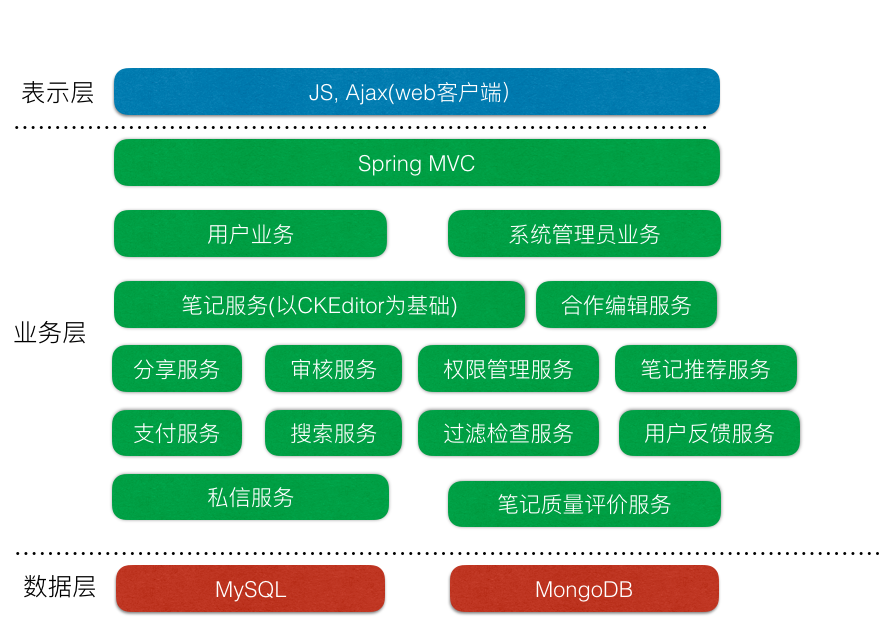 表示层
JS, Ajax(web客户端）
Spring MVC
用户业务
系统管理员业务
笔记服务(以CKEditor为基础)
合作编辑服务
业务层
分享服务
审核服务
权限管理服务
笔记推荐服务
支付服务
搜索服务
过滤检查服务
用户反馈服务
私信服务
笔记质量评价服务
数据层
MySQL
MongoDB